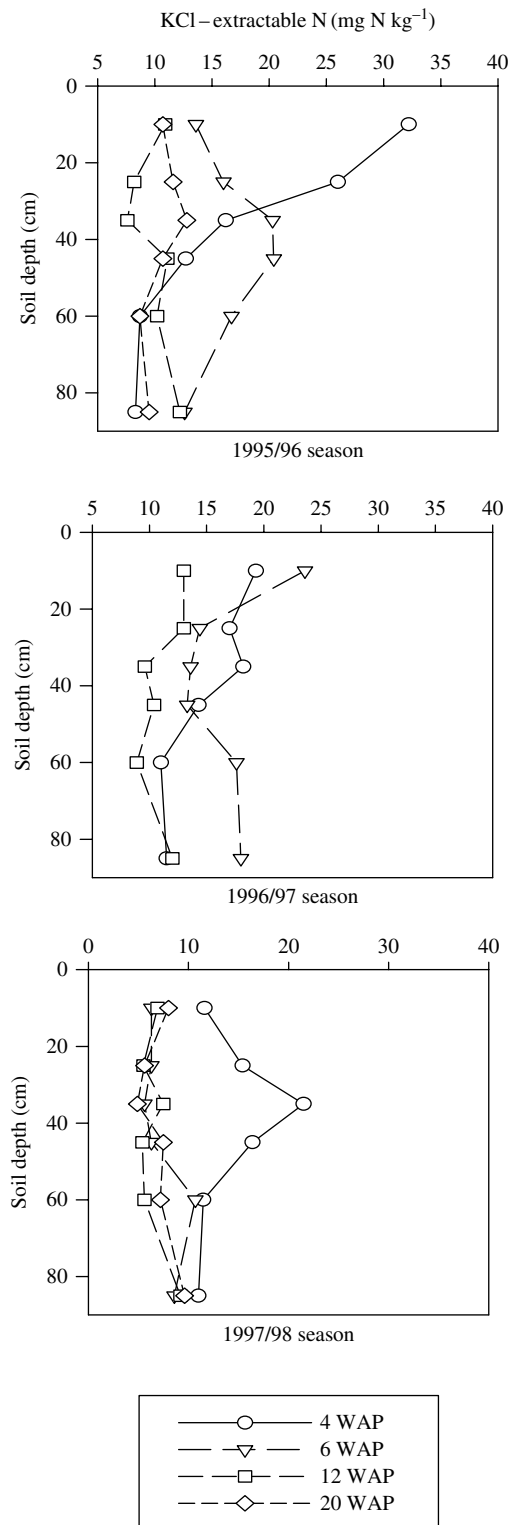 KCl–extractable N (mg N kg⁻¹)
5 10 15 20 25 30 35 40
0
20
40
60
80
Soil depth (cm)
1995/96 season
5 10 15 20 25 30 35 40
0
20
40
60
80
Soil depth (cm)
1996/97 season
0 10 20 30 40
0
20
40
60
80
Soil depth (cm)
1997/98 season
4 WAP
6 WAP
12 WAP
20 WAP